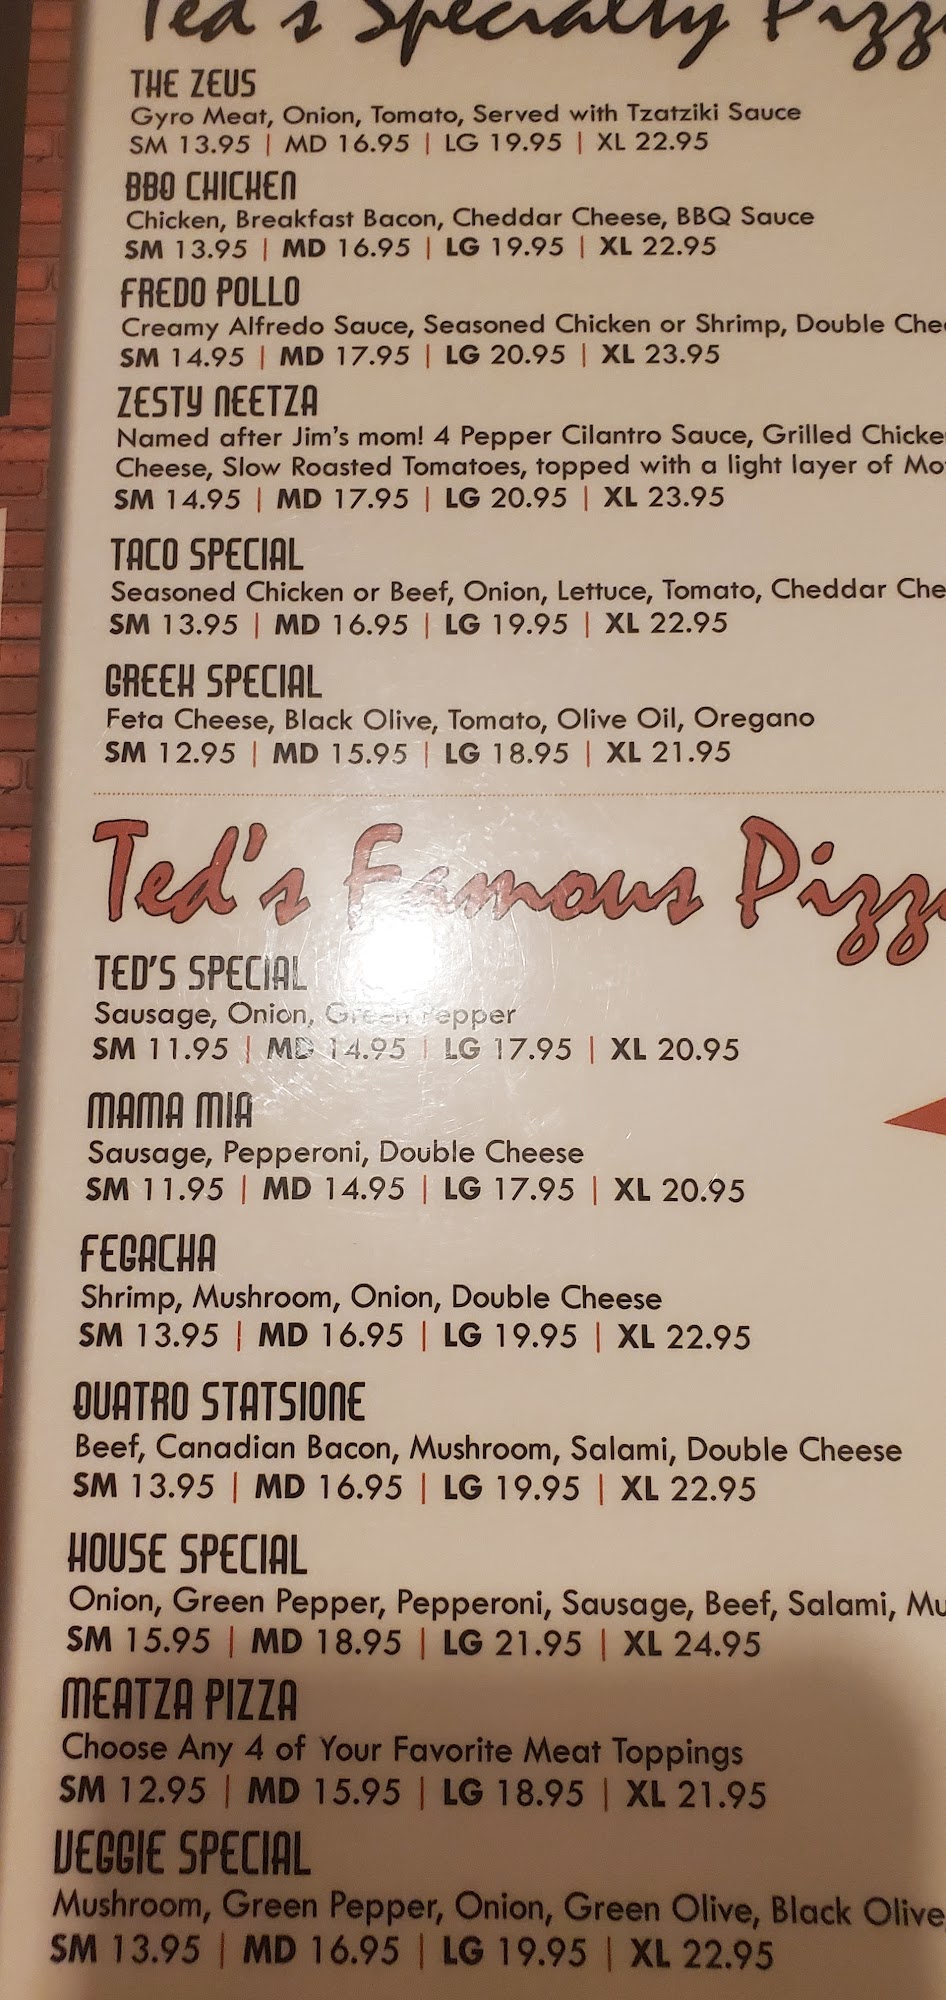 Ted's Specialty Pizz
THE ZEUS
Gyro Meat, Onion, Tomato, Served with Tzatziki Sauce
SM 13.95 | MD 16.95 | LG 19.95 | XL 22.95
BBQ CHICKEN
Chicken, Breakfast Bacon, Cheddar Cheese, BBQ Sauce
SM 13.95 | MD 16.95 | LG 19.95 | XL 22.95
FREDO POLLO
Creamy Alfredo Sauce, Seasoned Chicken or Shrimp, Double Chee
SM 14.95 | MD 17.95 | LG 20.95 | XL 23.95
ZESTY NEETZA
Named after Jim's mom! 4 Pepper Cilantro Sauce, Grilled Chicke
Cheese, Slow Roasted Tomatoes, topped with a light layer of Mo
SM 14.95 | MD 17.95 | LG 20.95 | XL 23.95
TACO SPECIAL
Seasoned Chicken or Beef, Onion, Lettuce, Tomato, Cheddar Che
SM 13.95 | MD 16.95 | LG 19.95 | XL 22.95
GREEK SPECIAL
Feta Cheese, Black Olive, Tomato, Olive Oil, Oregano
SM 12.95 | MD 15.95 | LG 18.95 | XL 21.95
Ted's Famous Pizz
TED'S SPECIAL
Sausage, Onion, Green Pepper
SM 11.95 | MD 14.95 | LG 17.95 | XL 20.95
MAMA MIA
Sausage, Pepperoni, Double Cheese
SM 11.95 | MD 14.95 | LG 17.95 | XL 20.95
FEGACHA
Shrimp, Mushroom, Onion, Double Cheese
SM 13.95 | MD 16.95 | LG 19.95 | XL 22.95
QUATRO STATSIONE
Beef, Canadian Bacon, Mushroom, Salami, Double Cheese
SM 13.95 | MD 16.95 | LG 19.95 | XL 22.95
HOUSE SPECIAL
Onion, Green Pepper, Pepperoni, Sausage, Beef, Salami, Mu
SM 15.95 | MD 18.95 | LG 21.95 | XL 24.95
MEATZA PIZZA
Choose Any 4 of Your Favorite Meat Toppings
SM 12.95 | MD 15.95 | LG 18.95 | XL 21.95
VEGGIE SPECIAL
Mushroom, Green Pepper, Onion, Green Olive, Black Olive,
SM 13.95 | MD 16.95 | LG 19.95 | XL 22.95